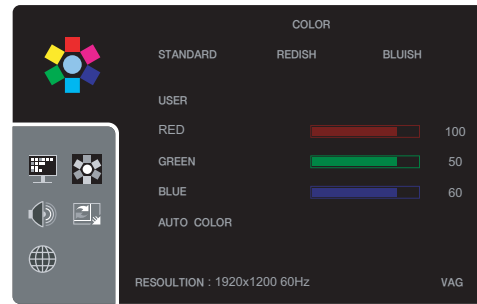 COLOR
STANDARD REDISH BLUISH
USER
RED 100
GREEN 50
BLUE 60
AUTO COLOR
RESOULTION : 1920x1200 60Hz VAG